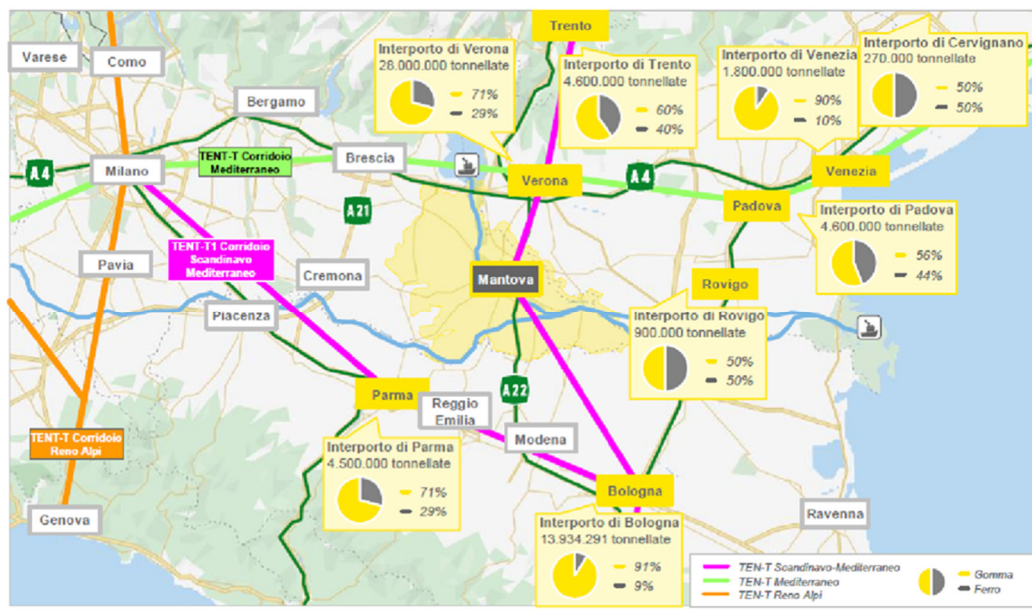 Trento
Varese
Como
Interporto di Verona
28.000.000 tonnellate
71%
29%
Interporto di Trento
4.600.000 tonnellate
60%
40%
Interporto di Venezia
1.800.000 tonnellate
90%
10%
Interporto di Cervignano
270.000 tonnellate
50%
50%
Bergamo
A4
Milano
TENT-T Corridoio
Mediterraneo
Brescia
Verona
A4
Venezia
Padova
A21
Interporto di Padova
4.600.000 tonnellate
56%
44%
TENT-T1 Corridoio
Scandinavo
Mediterraneo
Pavia
Cremona
Mantova
Rovigo
Piacenza
Interporto di Rovigo
900.000 tonnellate
50%
50%
Parma
A22
Reggio
Emilia
Modena
TENT-T Corridoio
Reno Alpi
Interporto di Parma
4.500.000 tonnellate
71%
29%
Bologna
Genova
Ravenna
Interporto di Bologna
13.934.291 tonnellate
91%
9%
TEN-T Scandinavo-Mediterraneo
TEN-T Mediterraneo
TEN-T Reno Alpi
Gomma
Ferro